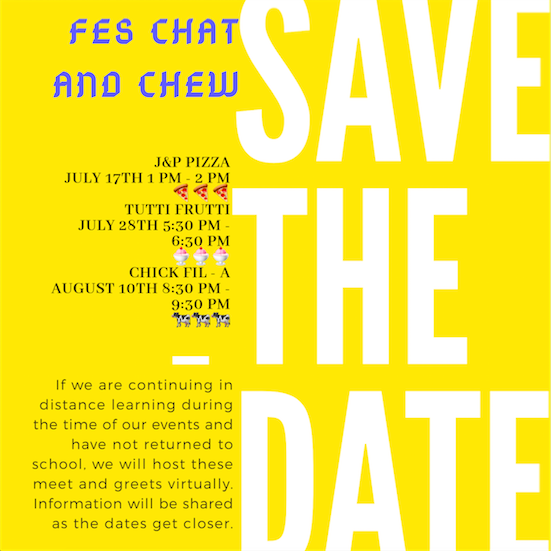 FES CHAT
AND CHEW
SAVE
THE
DATE
J&P PIZZA
JULY 17TH 1 PM - 2 PM
TUTTI FRUTTI
JULY 28TH 5:30 PM -
6:30 PM
CHICK FIL - A
AUGUST 10TH 8:30 PM -
9:30 PM
If we are continuing in
distance learning during
the time of our events and
have not returned to
school, we will host these
meet and greets virtually.
Information will be shared
as the dates get closer.